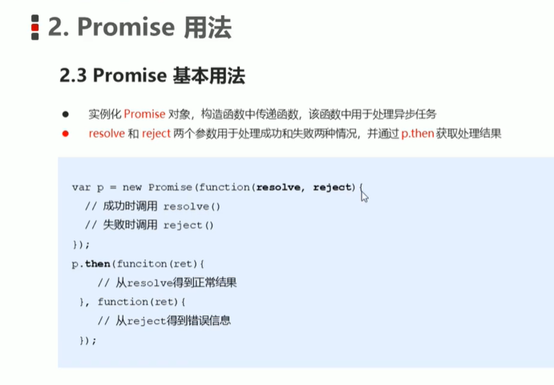 2. Promise 用法
2.3 Promise 基本用法
● 实例化 Promise 对象，构造函数中传递函数，该函数中用于处理异步任务
● resolve 和 reject 两个参数用于处理成功和失败两种情况，并通过 p.then 获取处理结果
var p = new Promise(function(resolve, reject){
// 成功时调用 resolve()
// 失败时调用 reject()
});
p.then(funciton(ret){
// 从resolve得到正常结果
}, function(ret){
// 从reject得到错误信息
});